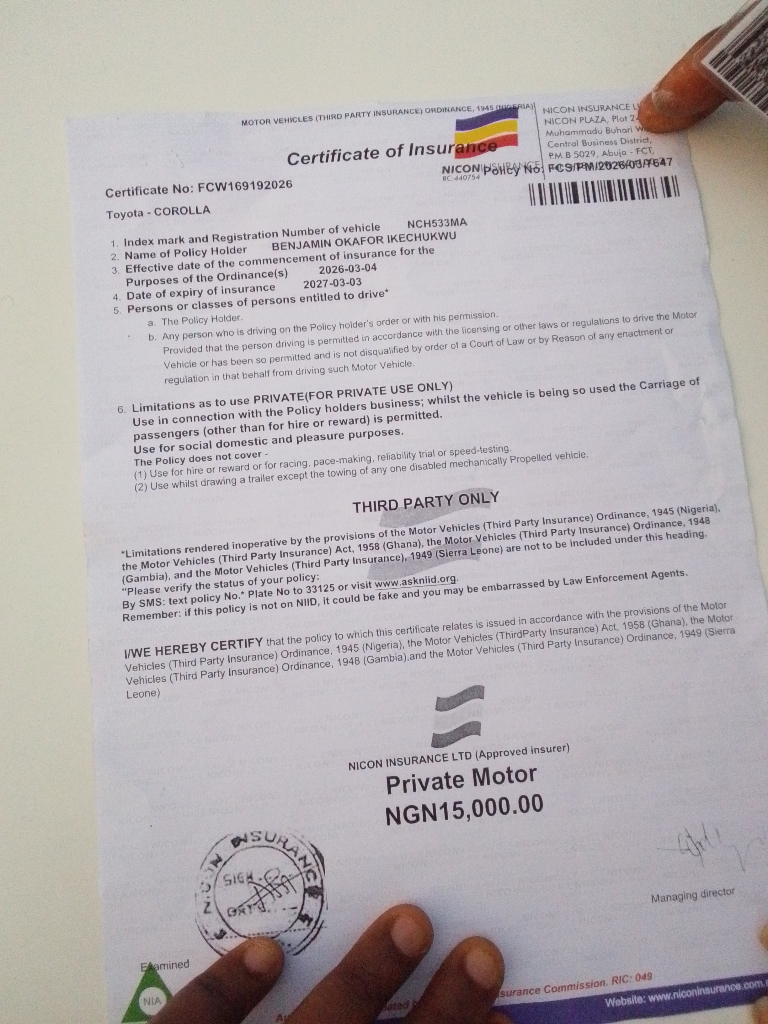 MOTOR VEHICLES (THIRD PARTY INSURANCE) ORDINANCE, 1945 (NIGERIA)
NICON INSURANCE
NICON PLAZA, Plot
Muhammadu Buhari
Central Business District,
P.M.B 5029, Abuja - FCT,
Certificate of Insurance
NICON INSURANCE
RC 440754
Policy No: FCS/PM/2026/03/7647
Certificate No: FCW169192026
Toyota - COROLLA
1. Index mark and Registration Number of vehicle NCH533MA
2. Name of Policy Holder BENJAMIN OKAFOR IKECHUKWU
3. Effective date of the commencement of insurance for the
Purposes of the Ordinance(s) 2026-03-04
4. Date of expiry of insurance 2027-03-03
5. Persons or classes of persons entitled to drive*
a. The Policy Holder.
b. Any person who is driving on the Policy holder's order or with his permission.
Provided that the person driving is permitted in accordance with the licensing or other laws or regulations to drive the Motor
Vehicle or has been so permitted and is not disqualified by order of a Court of Law or by Reason of any enactment or
regulation in that behalf from driving such Motor Vehicle.
6. Limitations as to use PRIVATE(FOR PRIVATE USE ONLY)
Use in connection with the Policy holders business; whilst the vehicle is being so used the Carriage of
passengers (other than for hire or reward) is permitted.
Use for social domestic and pleasure purposes.
The Policy does not cover -
(1) Use for hire or reward or for racing, pace-making, reliability trial or speed-testing.
(2) Use whilst drawing a trailer except the towing of any one disabled mechanically Propelled vehicle.
THIRD PARTY ONLY
*Limitations rendered inoperative by the provisions of the Motor Vehicles (Third Party Insurance) Ordinance, 1945 (Nigeria),
the Motor Vehicles (Third Party Insurance) Act, 1958 (Ghana), the Motor Vehicles (Third Party Insurance) Ordinance, 1948
(Gambia), and the Motor Vehicles (Third Party Insurance), 1949 (Sierra Leone) are not to be included under this heading.
"Please verify the status of your policy:
By SMS: text policy No.* Plate No to 33125 or visit www.askniid.org.
Remember: if this policy is not on NIID, it could be fake and you may be embarrassed by Law Enforcement Agents.
I/WE HEREBY CERTIFY that the policy to which this certificate relates is issued in accordance with the provisions of the Motor
Vehicles (Third Party Insurance) Ordinance, 1945 (Nigeria), the Motor Vehicles (ThirdParty Insurance) Act, 1958 (Ghana), the Motor
Vehicles (Third Party Insurance) Ordinance, 1948 (Gambia),and the Motor Vehicles (Third Party Insurance) Ordinance, 1949 (Sierra
Leone)
NICON INSURANCE LTD (Approved insurer)
Private Motor
NGN15,000.00
NICON INSURANCE
SIGN
DATE
Managing director
Examined
NIA
Commission. RIC: 049
Website: www.niconinsurance.com